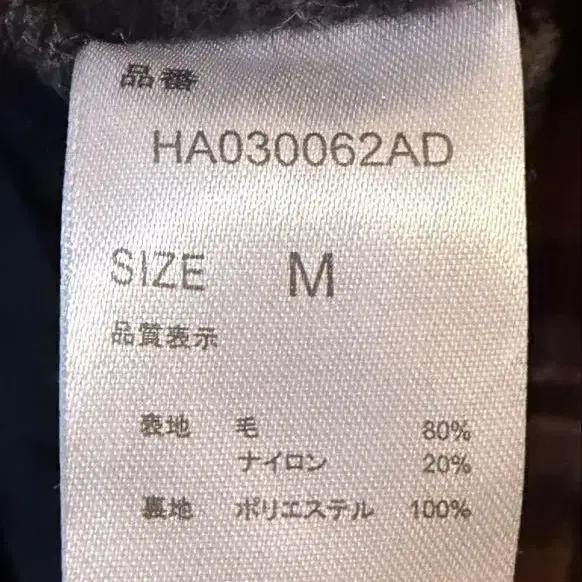 品番
HA030062AD
SIZE M
品質表示
表地 毛 80%
ナイロン 20%
裏地 ポリエステル 100%